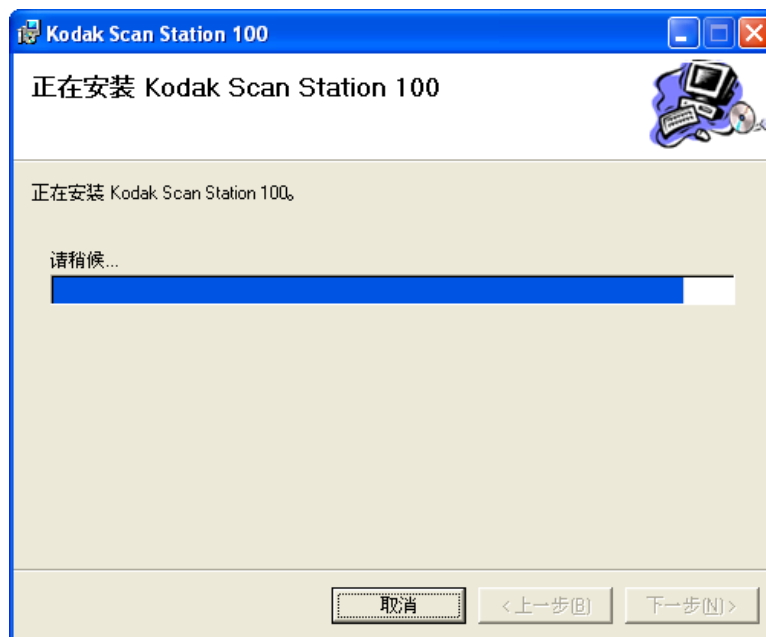 Kodak Scan Station 100
正在安装 Kodak Scan Station 100
正在安装 Kodak Scan Station 100。
请稍候...
取消
<上一步(B)
下一步(N)>